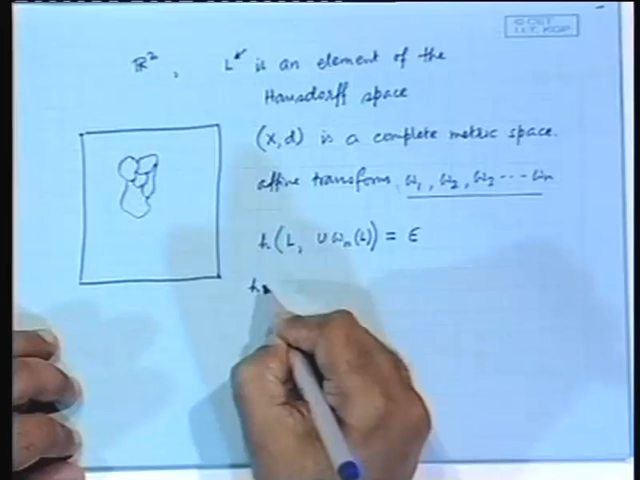 © CET
I.I.T. KGP
ℝ², L is an element of the
Hausdorff space
(X,d) is a complete metric space.
affine transforms, ω₁, ω₂, ω₃ --- ωn
h(L, ∪ωₙ(L)) = ε
h